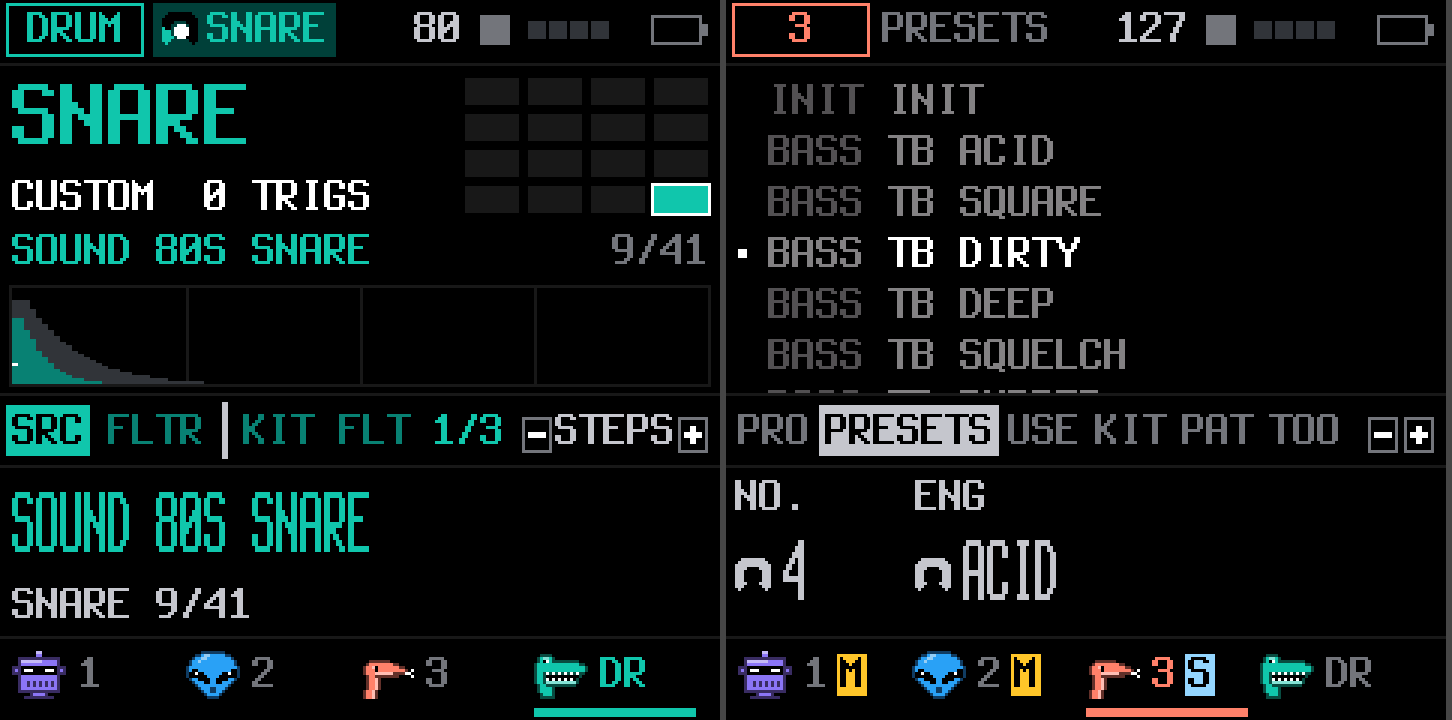 DRUM SNARE 80
SNARE
CUSTOM 0 TRIGS
SOUND 80S SNARE 9/41
SRC FLTR KIT FLT 1/3 - STEPS +
SOUND 80S SNARE
SNARE 9/41
1 2 3 DR
3 PRESETS 127
INIT INIT
BASS TB ACID
BASS TB SQUARE
BASS TB DIRTY
BASS TB DEEP
BASS TB SQUELCH
PRO PRESETS USE KIT PAT TOO - +
NO. ENG
4 ACID
1 M 2 M 3 S DR